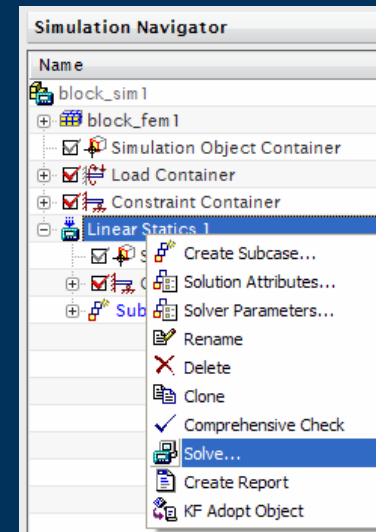 Simulation Navigator
Name
block_sim1
block_fem1
Simulation Object Container
Load Container
Constraint Container
Linear Statics 1
S
Create Subcase...
C
Solution Attributes...
Sub
Solver Parameters...
Rename
Delete
Clone
Comprehensive Check
Solve...
Create Report
KF Adopt Object